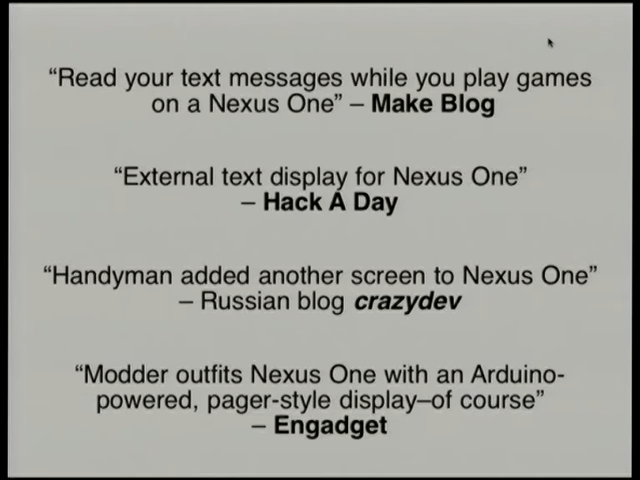 “Read your text messages while you play games
on a Nexus One” – Make Blog
“External text display for Nexus One”
– Hack A Day
“Handyman added another screen to Nexus One”
– Russian blog crazydev
“Modder outfits Nexus One with an Arduino-
powered, pager-style display–of course”
– Engadget